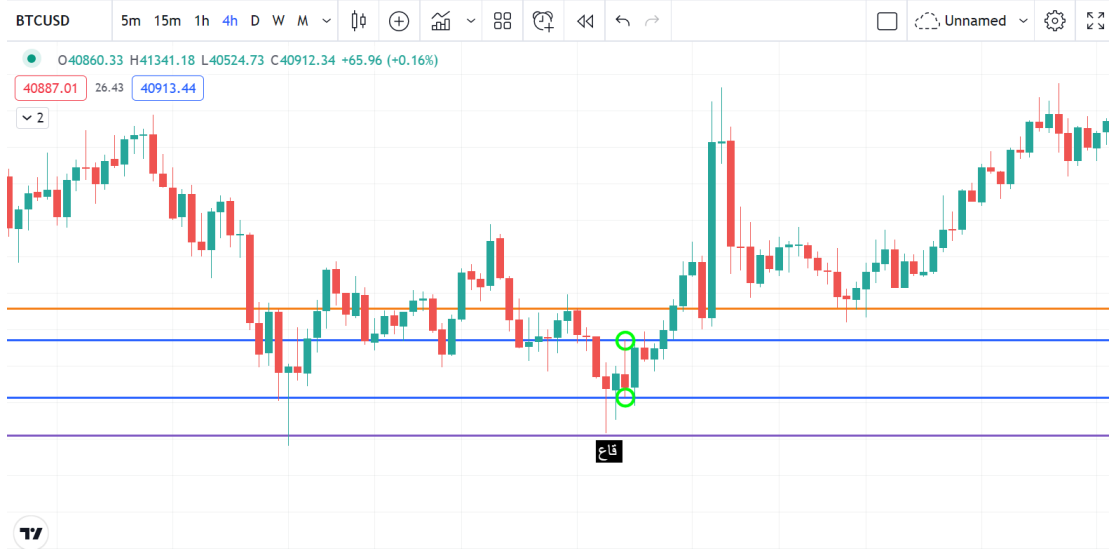 BTCUSD 5m 15m 1h 4h D W M Unnamed
O40860.33 H41341.18 L40524.73 C40912.34 +65.96 (+0.16%)
40887.01 26.43 40913.44
2
قاع